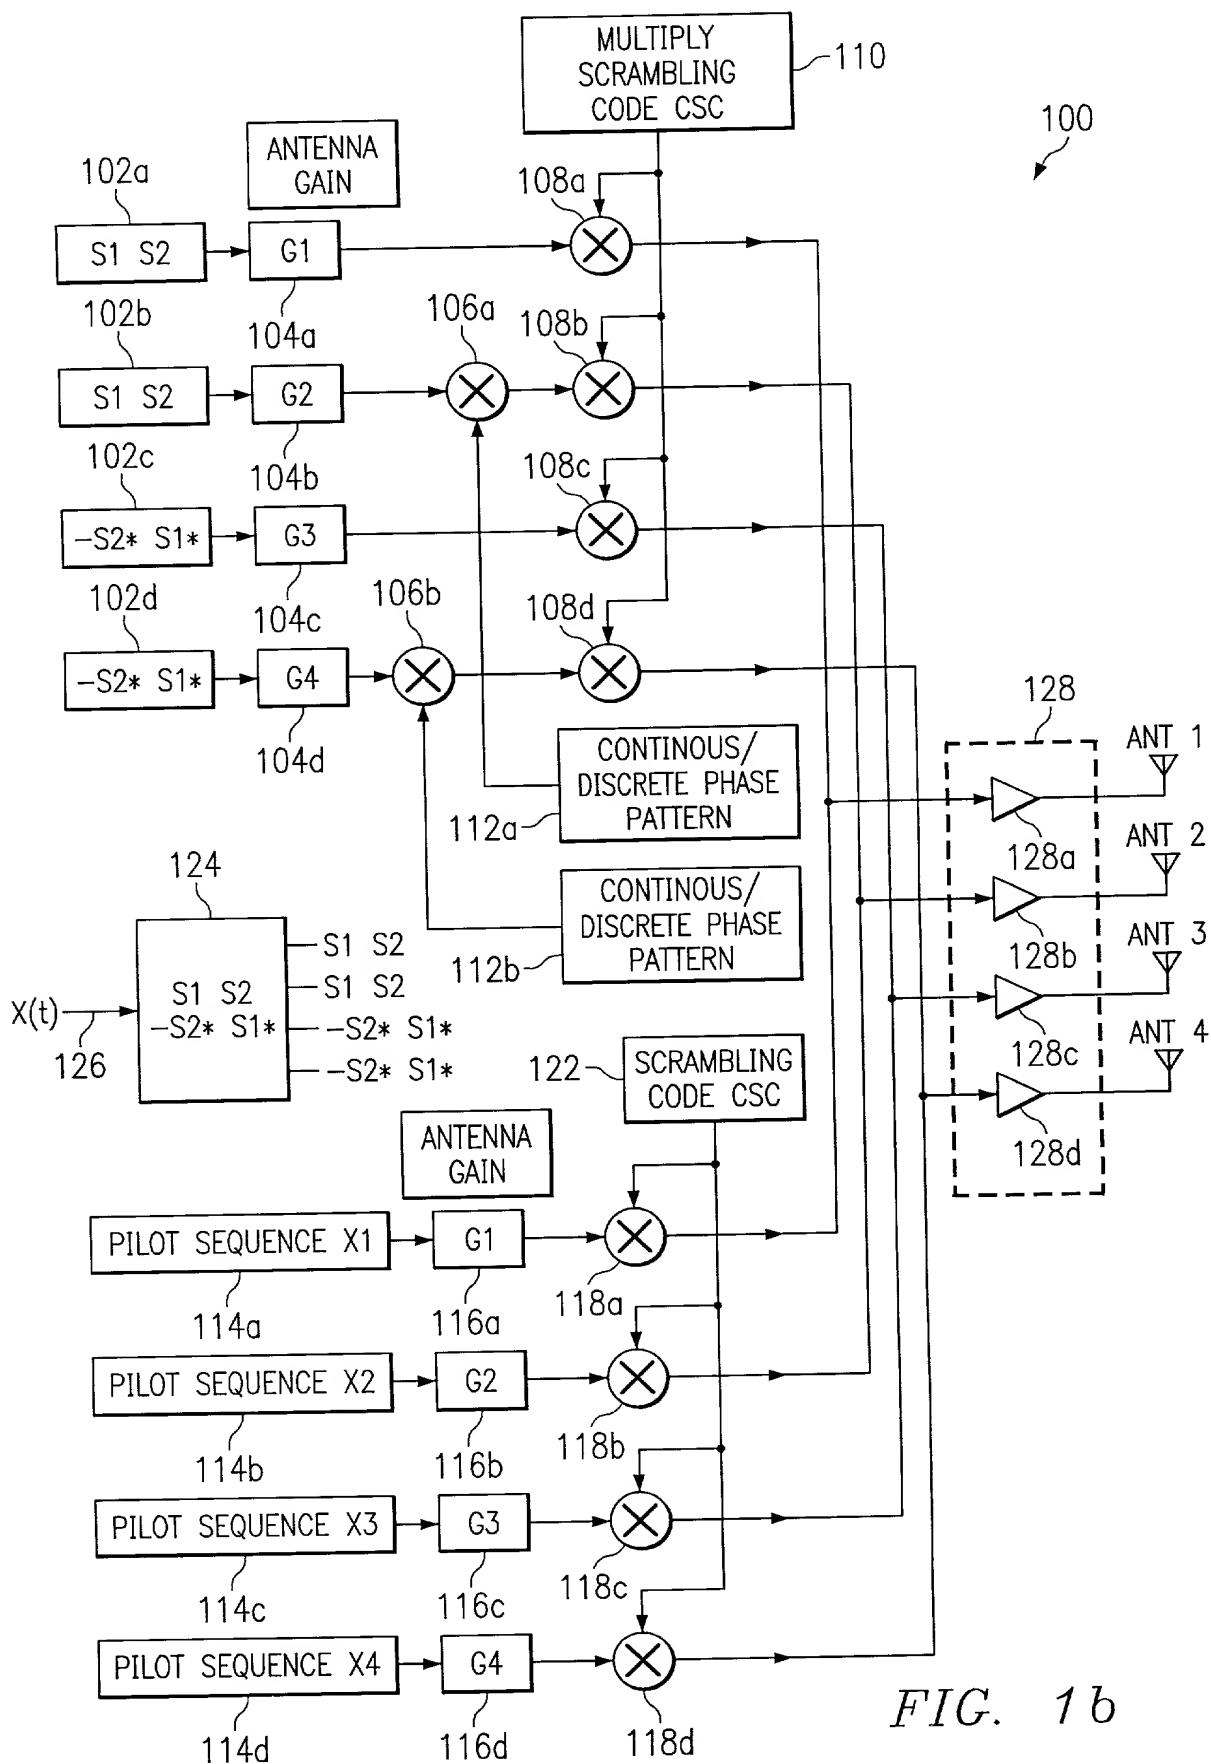 MULTIPLY
SCRAMBLING
CODE CSC
110
100
ANTENNA
GAIN
102a
108a
S1 S2
G1
104a
102b
106a
108b
S1 S2
G2
104b
102c
108c
-S2* S1*
G3
104c
102d
106b
108d
-S2* S1*
G4
104d
CONTINOUS/
DISCRETE PHASE
PATTERN
112a
CONTINOUS/
DISCRETE PHASE
PATTERN
112b
128
ANT 1
128a
ANT 2
128b
ANT 3
128c
ANT 4
128d
124
X(t)
126
S1 S2
-S2* S1*
S1 S2
S1 S2
-S2* S1*
-S2* S1*
122
SCRAMBLING
CODE CSC
ANTENNA
GAIN
PILOT SEQUENCE X1
G1
114a
116a
118a
PILOT SEQUENCE X2
G2
114b
116b
118b
PILOT SEQUENCE X3
G3
114c
116c
118c
PILOT SEQUENCE X4
G4
114d
116d
118d
FIG. 1b